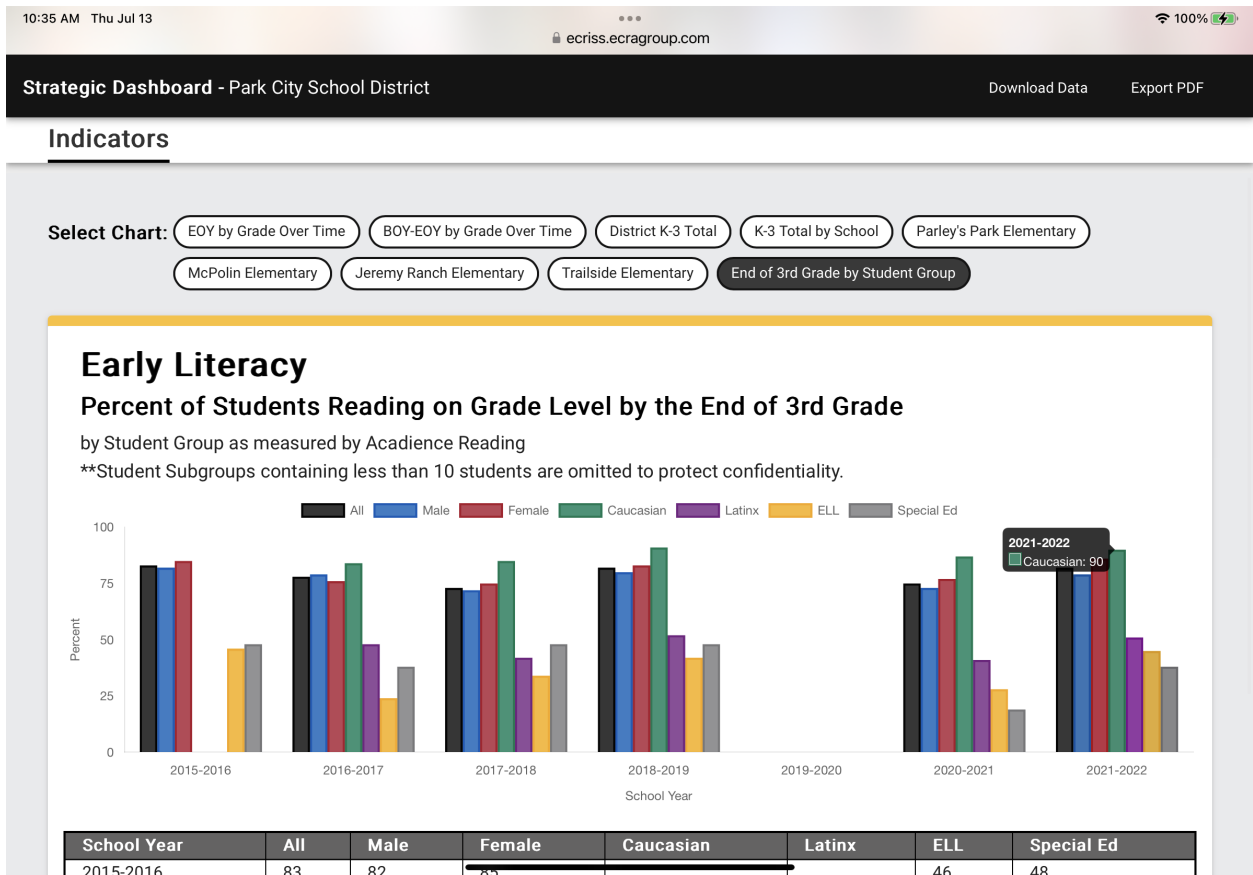 10:35 AM Thu Jul 13
100%
ecriss.ecragroup.com
Strategic Dashboard - Park City School District
Download Data
Export PDF
Indicators
Select Chart:
EOY by Grade Over Time
BOY-EOY by Grade Over Time
District K-3 Total
K-3 Total by School
Parley's Park Elementary
McPolin Elementary
Jeremy Ranch Elementary
Trailside Elementary
End of 3rd Grade by Student Group
Early Literacy
Percent of Students Reading on Grade Level by the End of 3rd Grade
by Student Group as measured by Acadience Reading
**Student Subgroups containing less than 10 students are omitted to protect confidentiality.
All Male Female Caucasian Latinx ELL Special Ed
100
75
50
25
0
Percent
2021-2022
Caucasian: 90
2015-2016 2016-2017 2017-2018 2018-2019 2019-2020 2020-2021 2021-2022
School Year
School Year All Male Female Caucasian Latinx ELL Special Ed
2015-2016 83 82 85 46 48